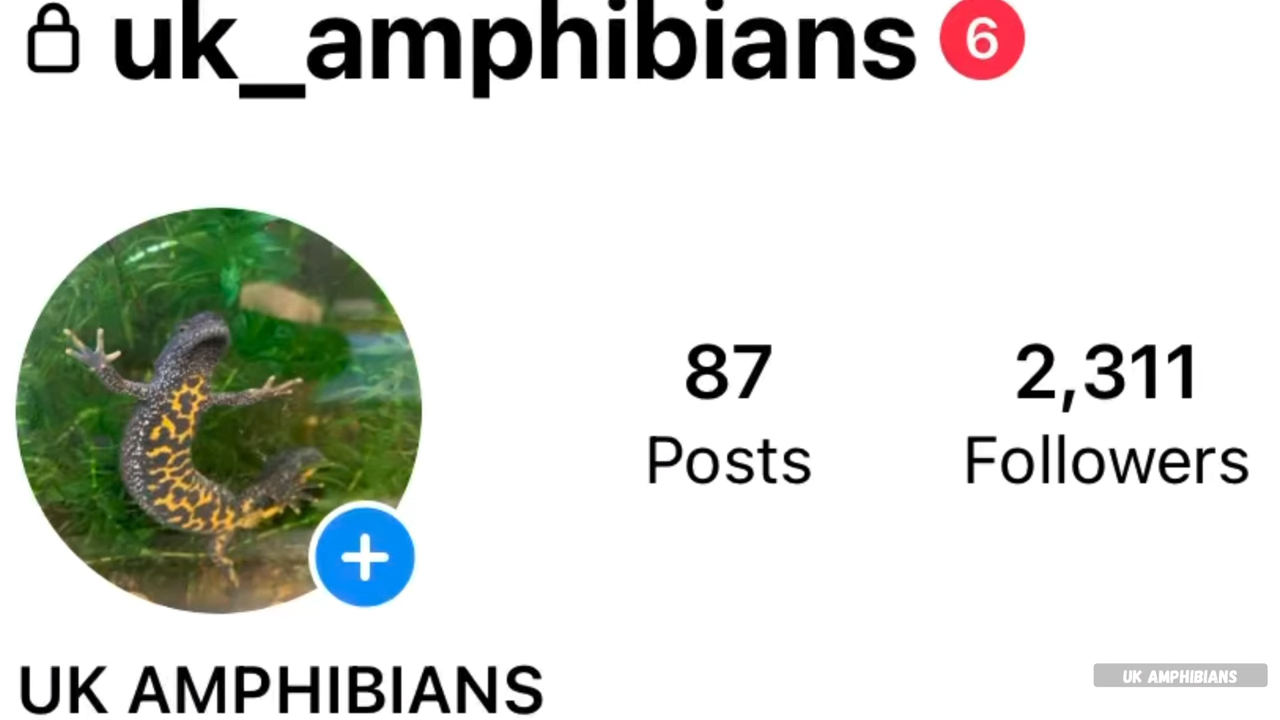 uk_amphibians 6
87 2,311
Posts Followers
UK AMPHIBIANS
UK AMPHIBIANS